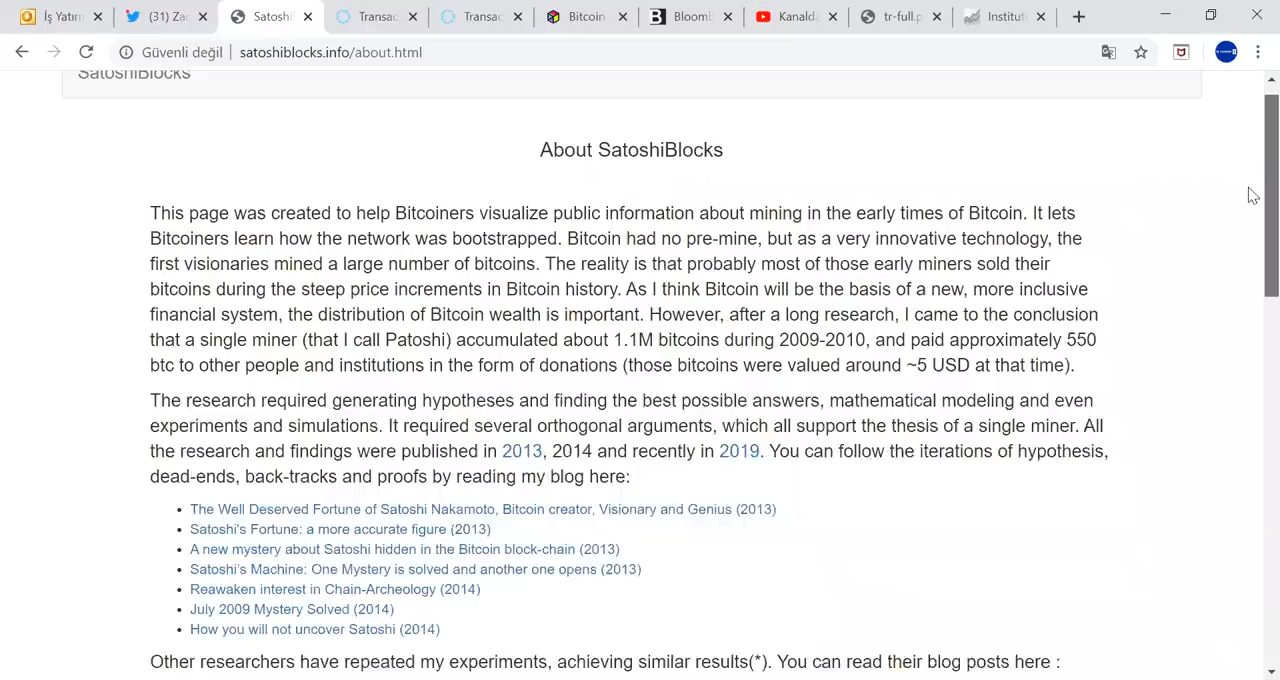 İş Yatırı
(31) Za
Satoshi
Transac
Transac
Bitcoin
Bloom
Kanald
tr-full.p
Institut
Güvenli değil
satoshiblocks.info/about.html
SatoshiBlocks
About SatoshiBlocks
This page was created to help Bitcoiners visualize public information about mining in the early times of Bitcoin. It lets
Bitcoiners learn how the network was bootstrapped. Bitcoin had no pre-mine, but as a very innovative technology, the
first visionaries mined a large number of bitcoins. The reality is that probably most of those early miners sold their
bitcoins during the steep price increments in Bitcoin history. As I think Bitcoin will be the basis of a new, more inclusive
financial system, the distribution of Bitcoin wealth is important. However, after a long research, I came to the conclusion
that a single miner (that I call Patoshi) accumulated about 1.1M bitcoins during 2009-2010, and paid approximately 550
btc to other people and institutions in the form of donations (those bitcoins were valued around ~5 USD at that time).
The research required generating hypotheses and finding the best possible answers, mathematical modeling and even
experiments and simulations. It required several orthogonal arguments, which all support the thesis of a single miner. All
the research and findings were published in 2013, 2014 and recently in 2019. You can follow the iterations of hypothesis,
dead-ends, back-tracks and proofs by reading my blog here:
• The Well Deserved Fortune of Satoshi Nakamoto, Bitcoin creator, Visionary and Genius (2013)
• Satoshi's Fortune: a more accurate figure (2013)
• A new mystery about Satoshi hidden in the Bitcoin block-chain (2013)
• Satoshi's Machine: One Mystery is solved and another one opens (2013)
• Reawaken interest in Chain-Archeology (2014)
• July 2009 Mystery Solved (2014)
• How you will not uncover Satoshi (2014)
Other researchers have repeated my experiments, achieving similar results(*). You can read their blog posts here :